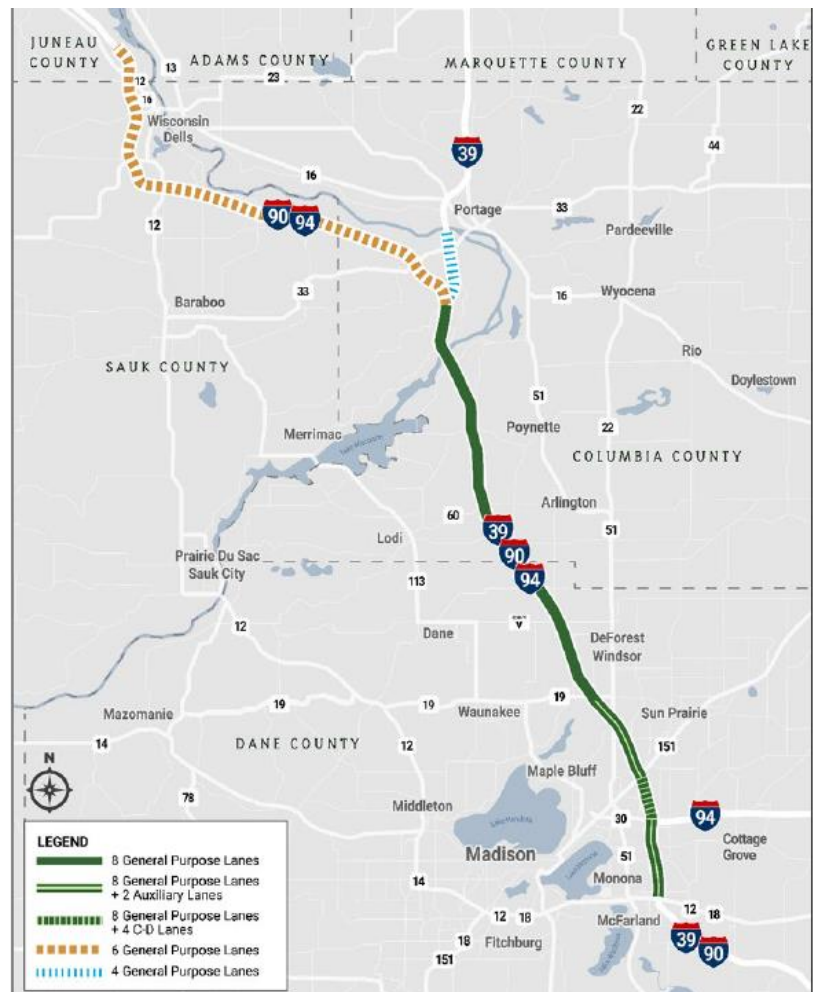 JUNEAU
COUNTY
ADAMS COUNTY
MARQUETTE COUNTY
GREEN LAKE
COUNTY
13
12
23
16
22
Wisconsin
Dells
39
44
16
Portage
33
90
94
12
Pardeeville
33
Baraboo
16
Wyocena
SAUK COUNTY
Rio
Doylestown
51
Merrimac
Poynette
22
COLUMBIA COUNTY
Arlington
60
39
51
Lodi
90
Prairie Du Sac
Sauk City
94
113
12
V
Dane
DeForest
Windsor
19
19
19
Mazomanie
Waunakee
Sun Prairie
14
DANE COUNTY
12
151
N
Maple Bluff
78
Middleton
30
94
Cottage
Grove
Madison
51
Monona
14
12
18
12
18
McFarland
18
Fitchburg
39
90
151
LEGEND
8 General Purpose Lanes
8 General Purpose
+ 2 Auxiliary Lanes
8 General Purpose
+ 4 C-D Lanes
6 General Purpose Lanes
4 General Purpose Lanes